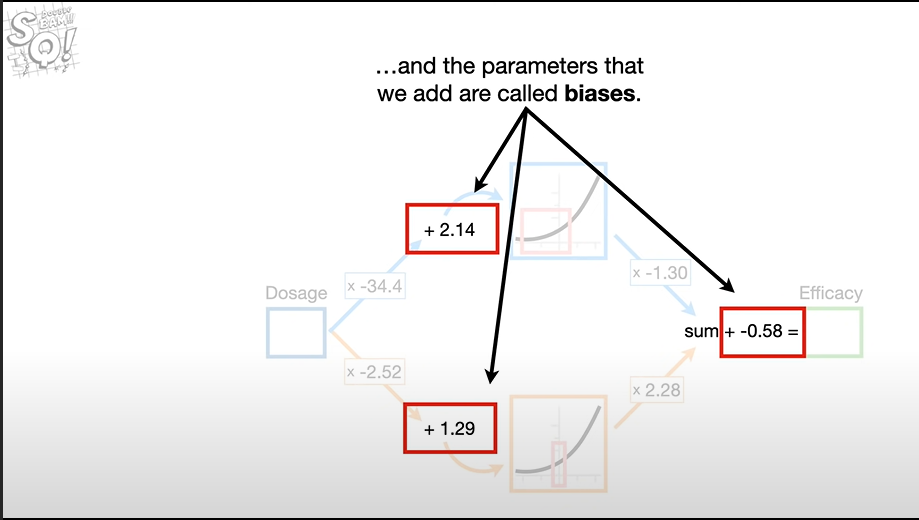 SQ!
DOUBLE
BAM!!
...and the parameters that
we add are called biases.
+ 2.14
x -34.4
x -1.30
Dosage
Efficacy
sum + -0.58 =
x -2.52
x 2.28
+ 1.29